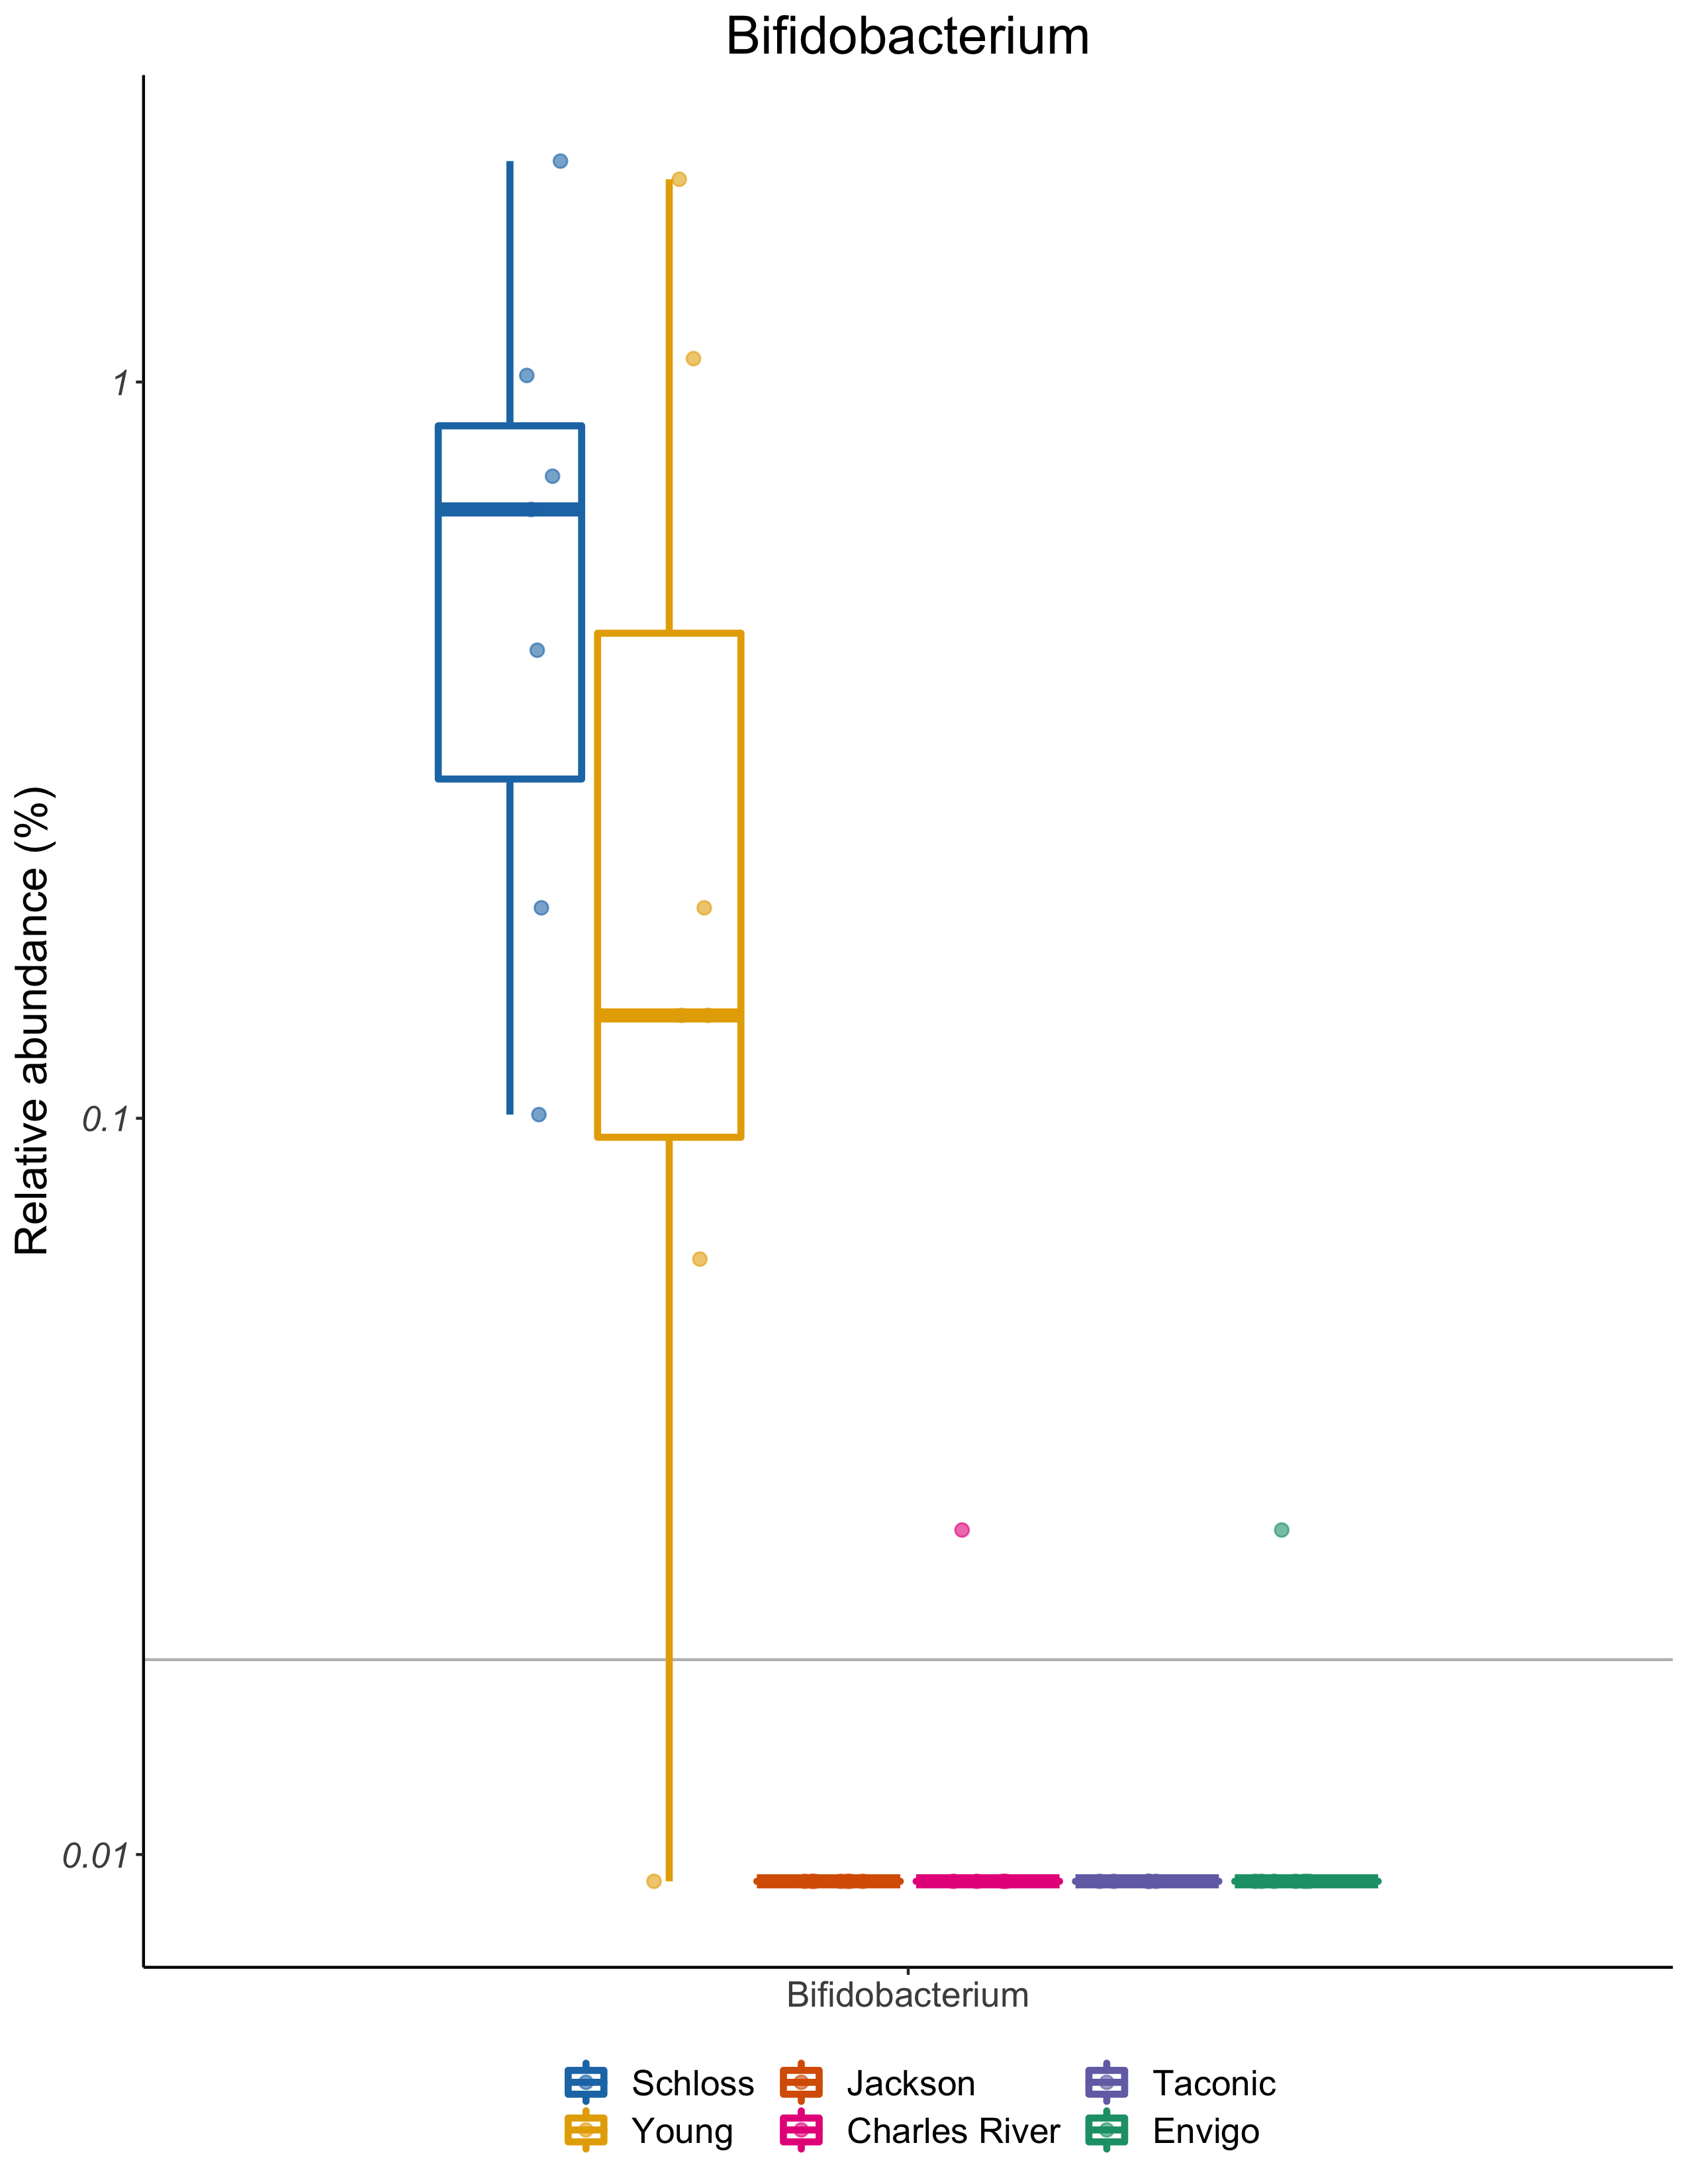 Bifidobacterium
Relative abundance (%)
1
0.1
0.01
Bifidobacterium
Schloss Jackson Taconic
Young Charles River Envigo